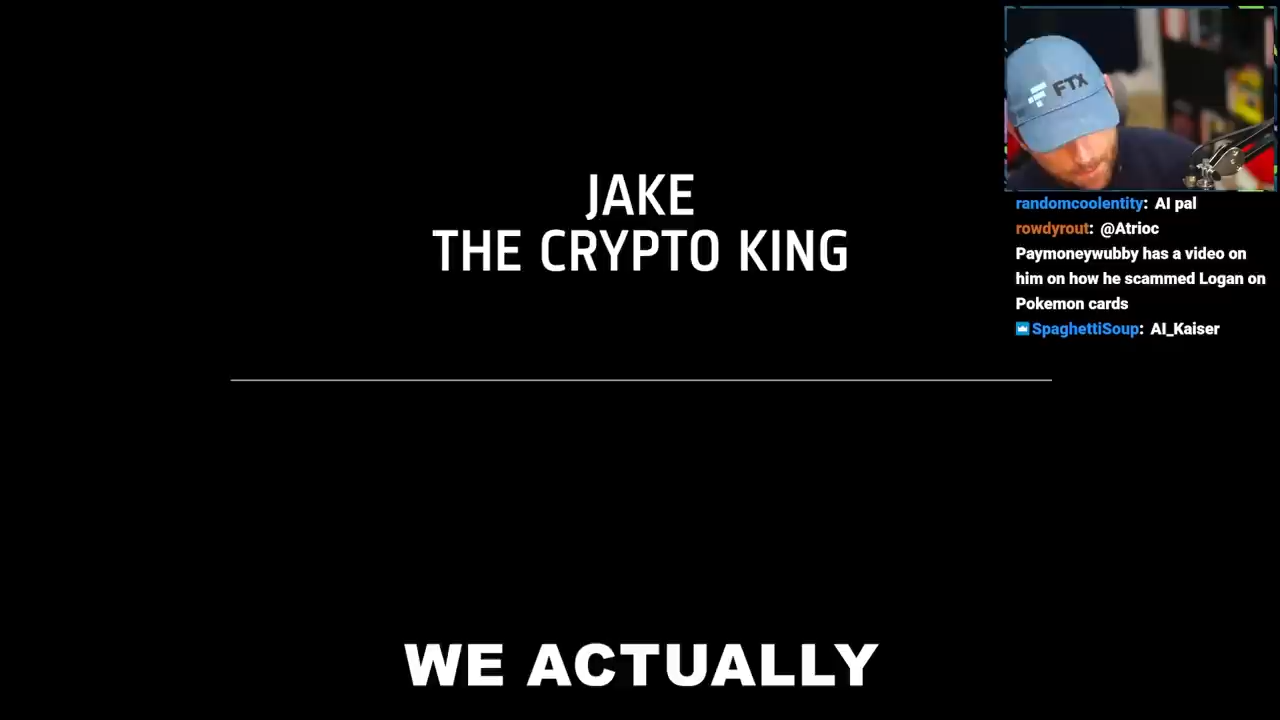 JAKE
THE CRYPTO KING
FTX
randomcoolentity: AI pal
rowdyrout: @Atrioc
Paymoneywubby has a video on
him on how he scammed Logan on
Pokemon cards
SpaghettiSoup: AI_Kaiser
WE ACTUALLY